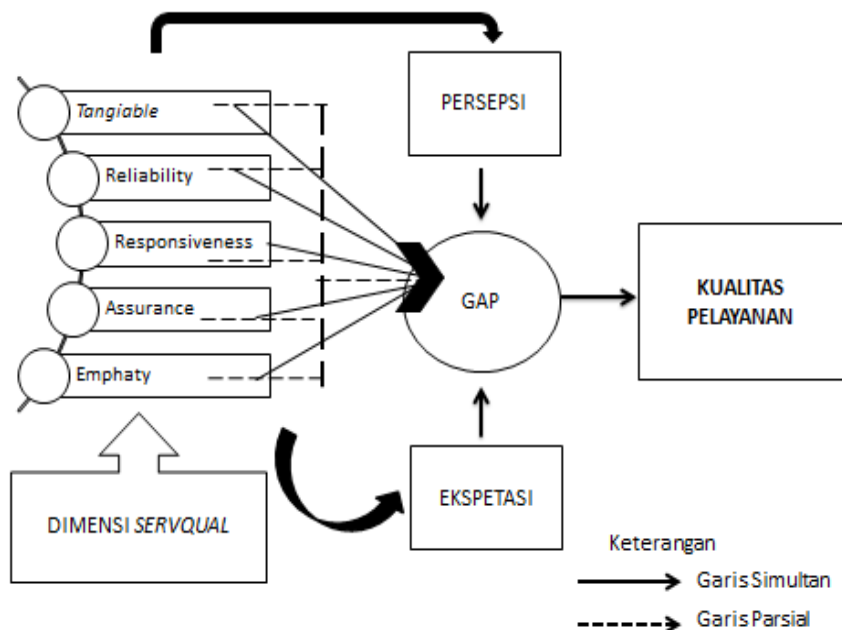 PERSEPSI
Tangiable
Reliability
Responsiveness
Assurance
Emphaty
GAP
KUALITAS
PELAYANAN
DIMENSI SERVQUAL
EKSPETASI
Keterangan
Garis Simultan
Garis Parsial